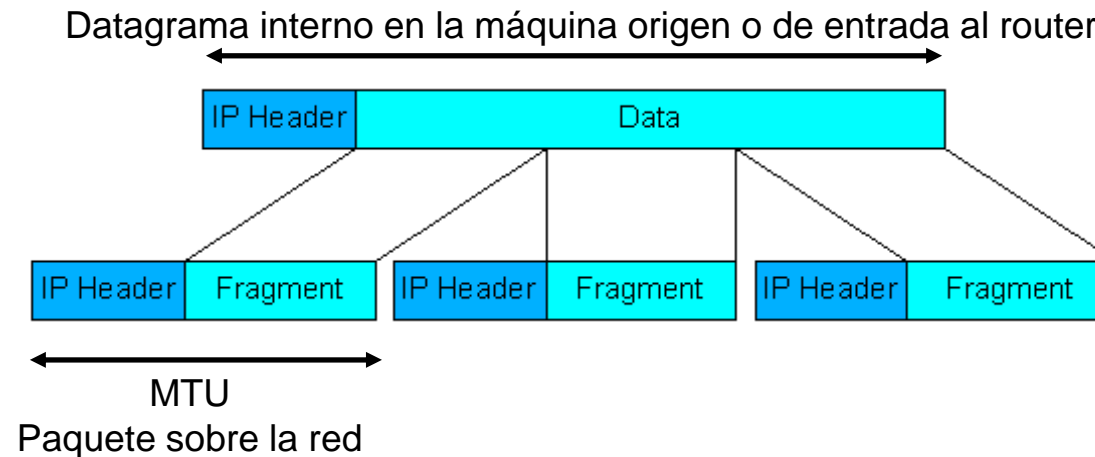 Datagrama interno en la máquina origen o de entrada al router
IP Header Data
IP Header Fragment IP Header Fragment IP Header Fragment
MTU
Paquete sobre la red